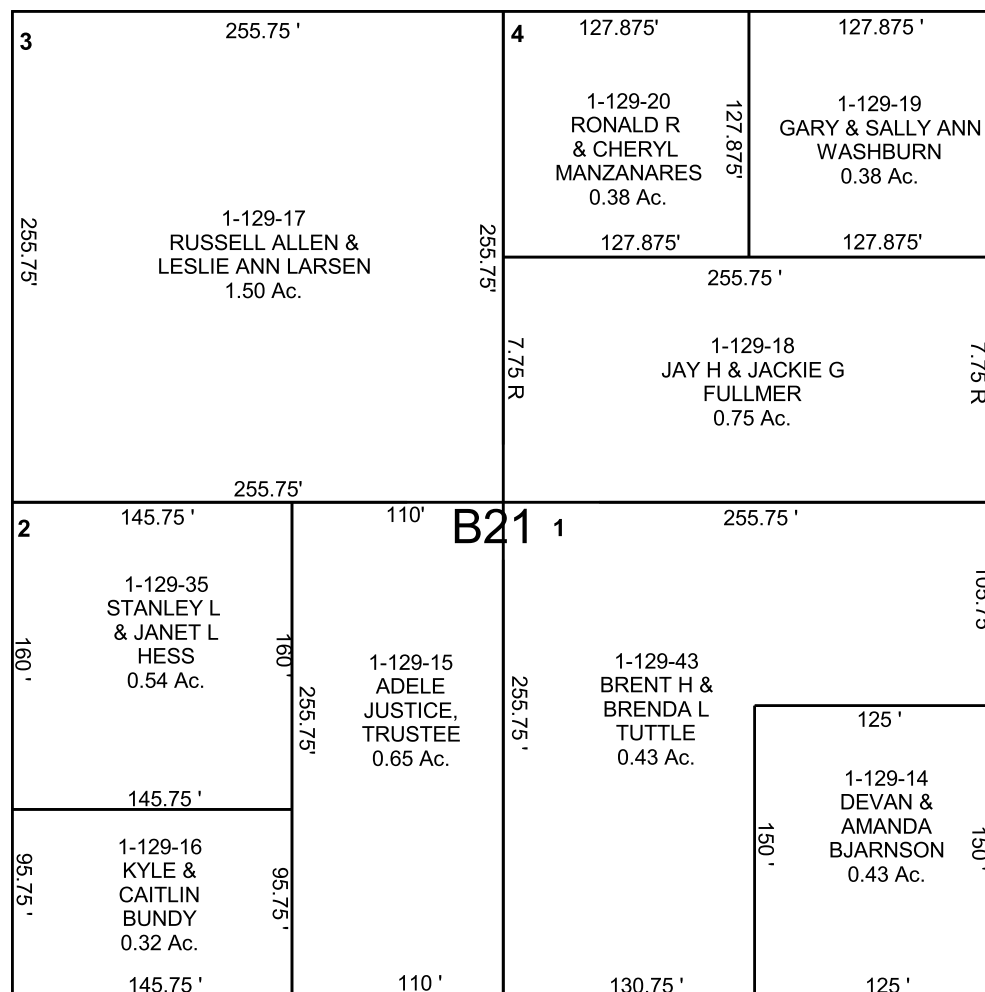 3
255.75 '
255.75'
1-129-17
RUSSELL ALLEN &
LESLIE ANN LARSEN
1.50 Ac.
255.75'
255.75'
4
127.875'
1-129-20
RONALD R
& CHERYL
MANZANARES
0.38 Ac.
127.875'
127.875'
127.875'
1-129-19
GARY & SALLY ANN
WASHBURN
0.38 Ac.
127.875'
255.75 '
7.75 R
1-129-18
JAY H & JACKIE G
FULLMER
0.75 Ac.
7.75 R
B21
2
145.75 '
160 '
1-129-35
STANLEY L
& JANET L
HESS
0.54 Ac.
160'
145.75 '
95.75 '
1-129-16
KYLE &
CAITLIN
BUNDY
0.32 Ac.
95.75'
145.75 '
110'
255.75'
1-129-15
ADELE
JUSTICE,
TRUSTEE
0.65 Ac.
110 '
1
255.75 '
255.75 '
1-129-43
BRENT H &
BRENDA L
TUTTLE
0.43 Ac.
105.75
130.75 '
125 '
150 '
1-129-14
DEVAN &
AMANDA
BJARNSON
0.43 Ac.
150 '
125 '